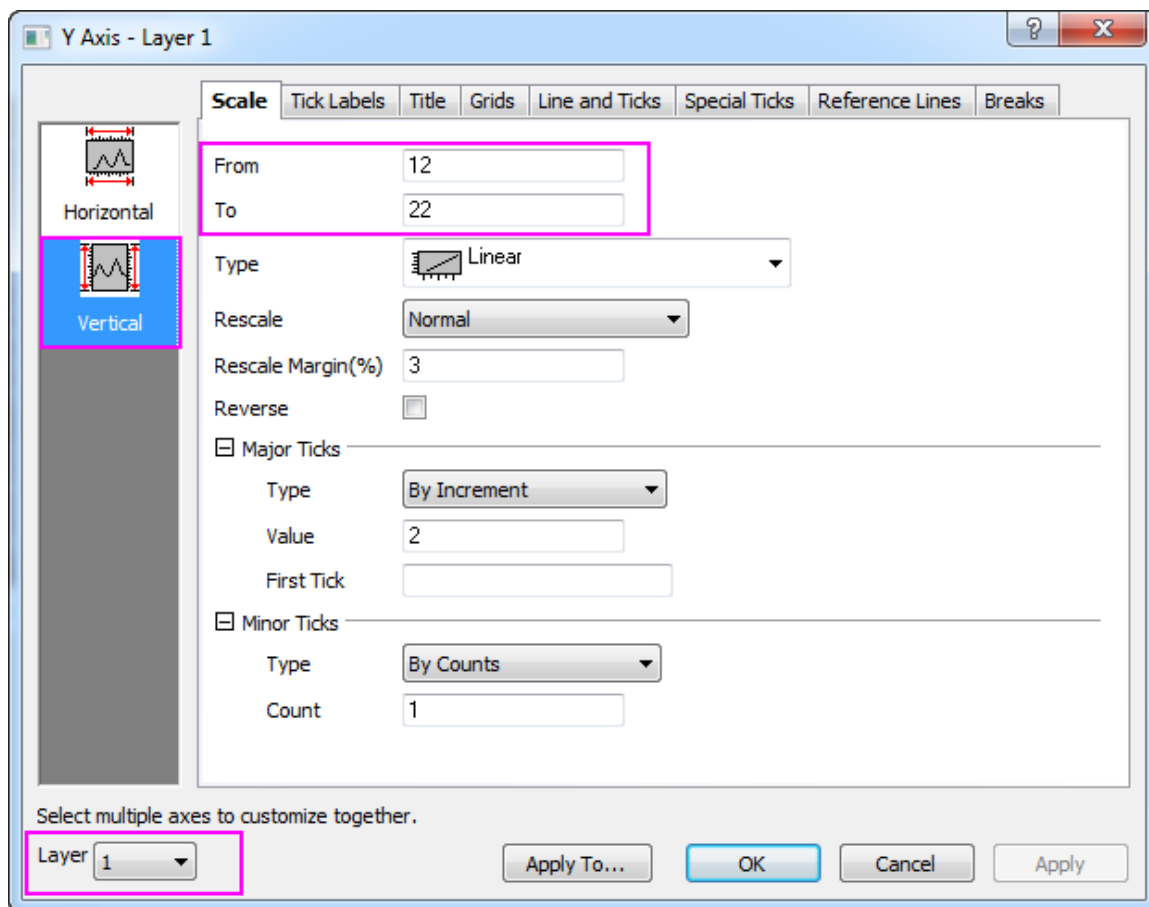 Y Axis - Layer 1
?
Scale Tick Labels Title Grids Line and Ticks Special Ticks Reference Lines Breaks
Horizontal
Vertical
From 12
To 22
Type Linear
Rescale Normal
Rescale Margin(%) 3
Reverse
Major Ticks
Type By Increment
Value 2
First Tick
Minor Ticks
Type By Counts
Count 1
Select multiple axes to customize together.
Layer 1 Apply To... OK Cancel Apply